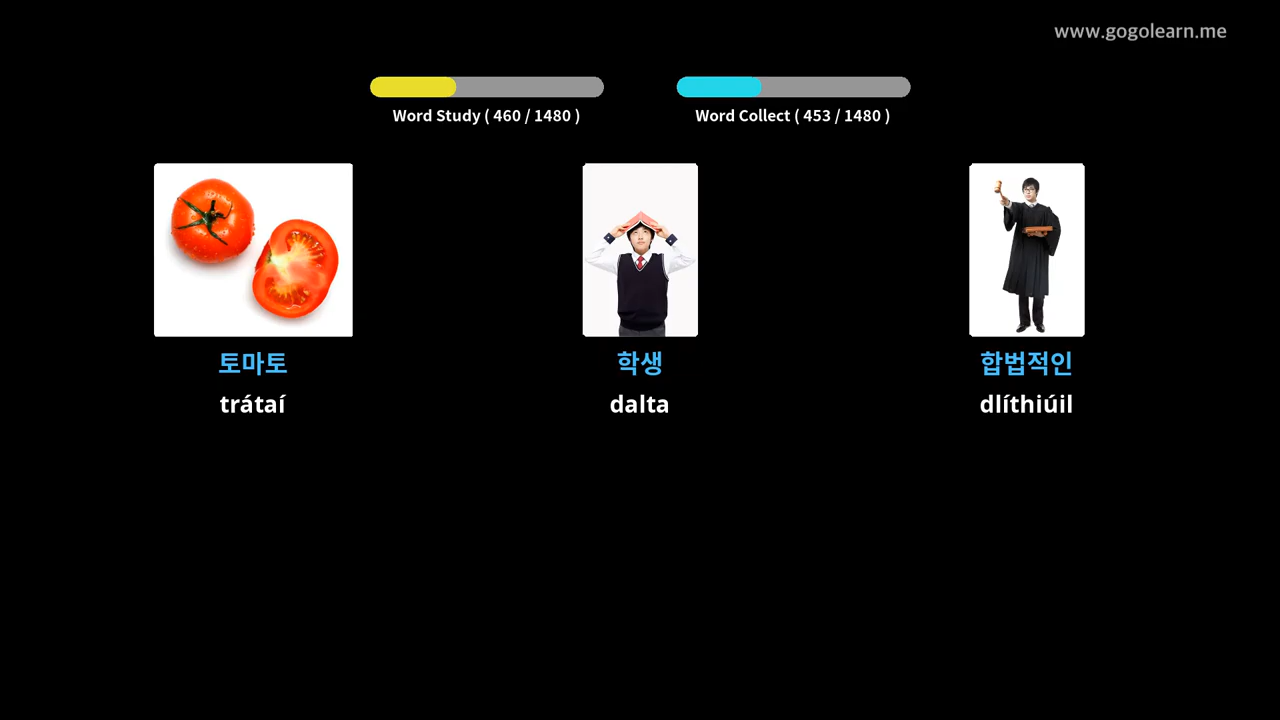 www.gogolearn.me
Word Study ( 460 / 1480 )
Word Collect ( 453 / 1480 )
토마토
학생
합법적인
trátaí
dalta
dlíthiúil